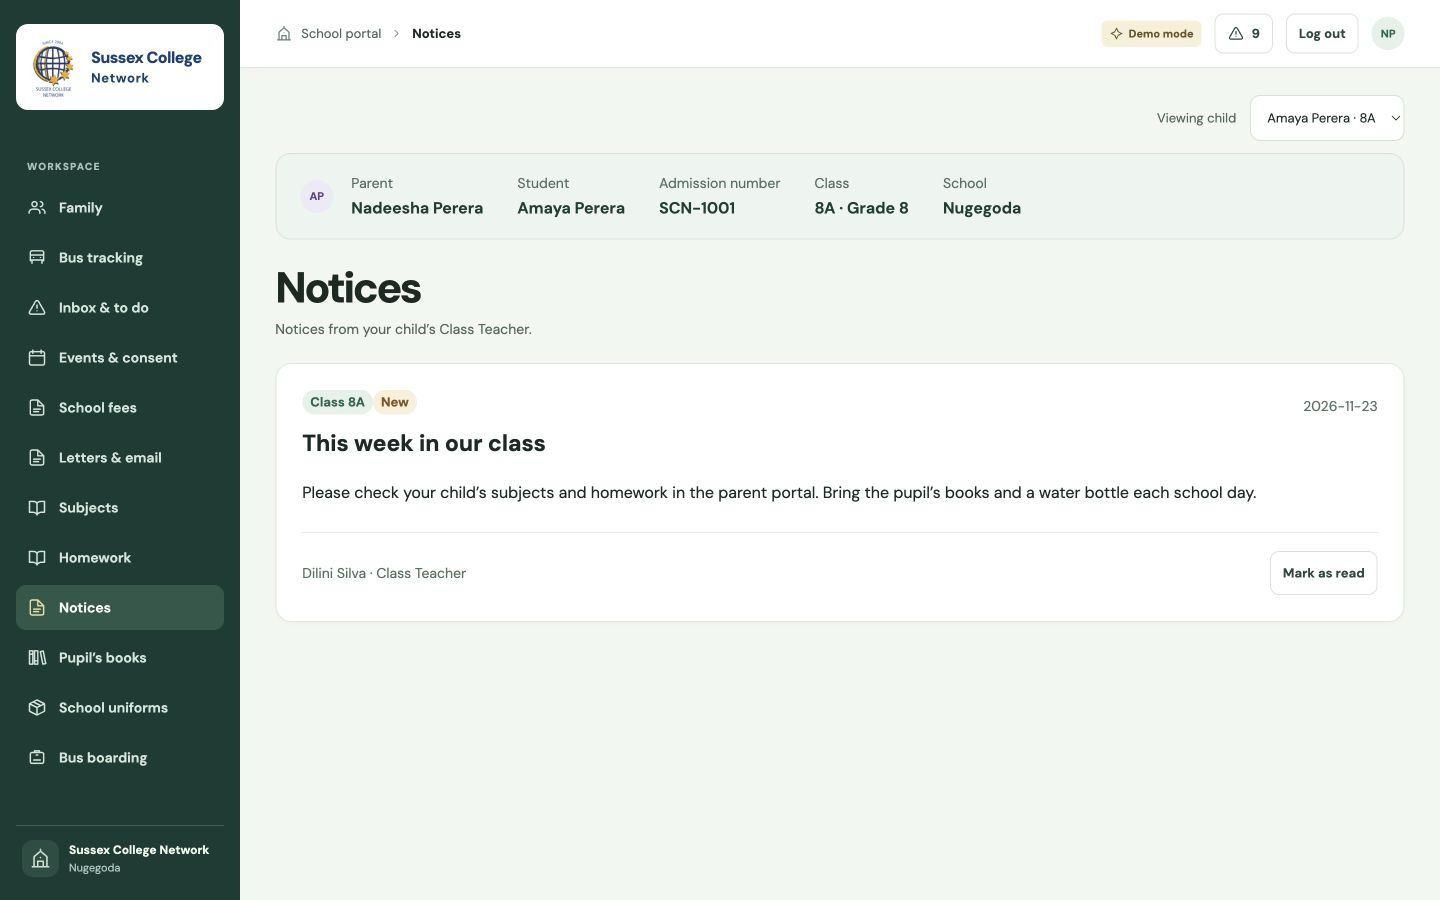 SINCE 2004
SUSSEX COLLEGE
NETWORK
Sussex College
Network
WORKSPACE
Family
Bus tracking
Inbox & to do
Events & consent
School fees
Letters & email
Subjects
Homework
Notices
Pupil’s books
School uniforms
Bus boarding
Sussex College Network
Nugegoda
School portal
Notices
Demo mode
9
Log out
NP
Viewing child
Amaya Perera · 8A
AP
Parent
Nadeesha Perera
Student
Amaya Perera
Admission number
SCN-1001
Class
8A · Grade 8
School
Nugegoda
Notices
Notices from your child’s Class Teacher.
Class 8A
New
2026-11-23
This week in our class
Please check your child’s subjects and homework in the parent portal. Bring the pupil’s books and a water bottle each school day.
Dilini Silva · Class Teacher
Mark as read